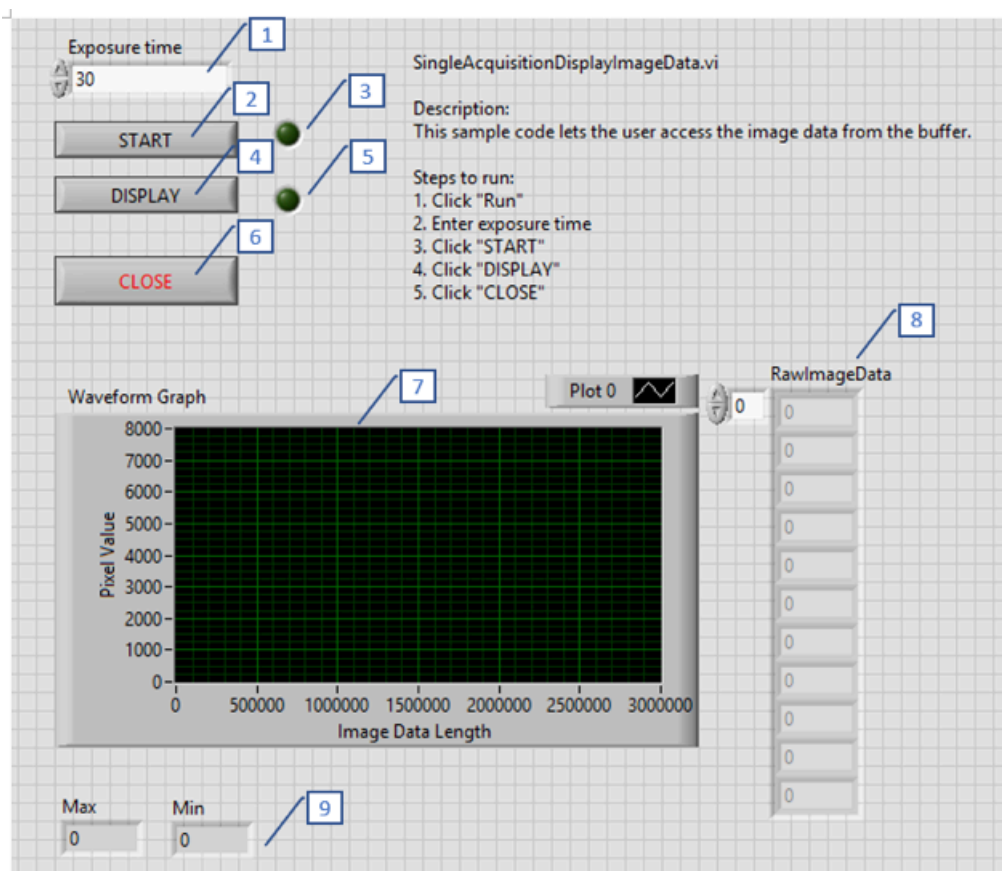 Exposure time
1
30
2
START
3
4
DISPLAY
5
6
CLOSE
SingleAcquisitionDisplayImageData.vi
Description:
This sample code lets the user access the image data from the buffer.
Steps to run:
1. Click "Run"
2. Enter exposure time
3. Click "START"
4. Click "DISPLAY"
5. Click "CLOSE"
Waveform Graph
7
Plot 0
8000
7000
6000
5000
4000
3000
2000
1000
0
Pixel Value
0 500000 1000000 1500000 2000000 2500000 3000000
Image Data Length
8
RawImageData
0
0
0
0
0
0
0
0
0
0
0
0
Max Min
0 0
9